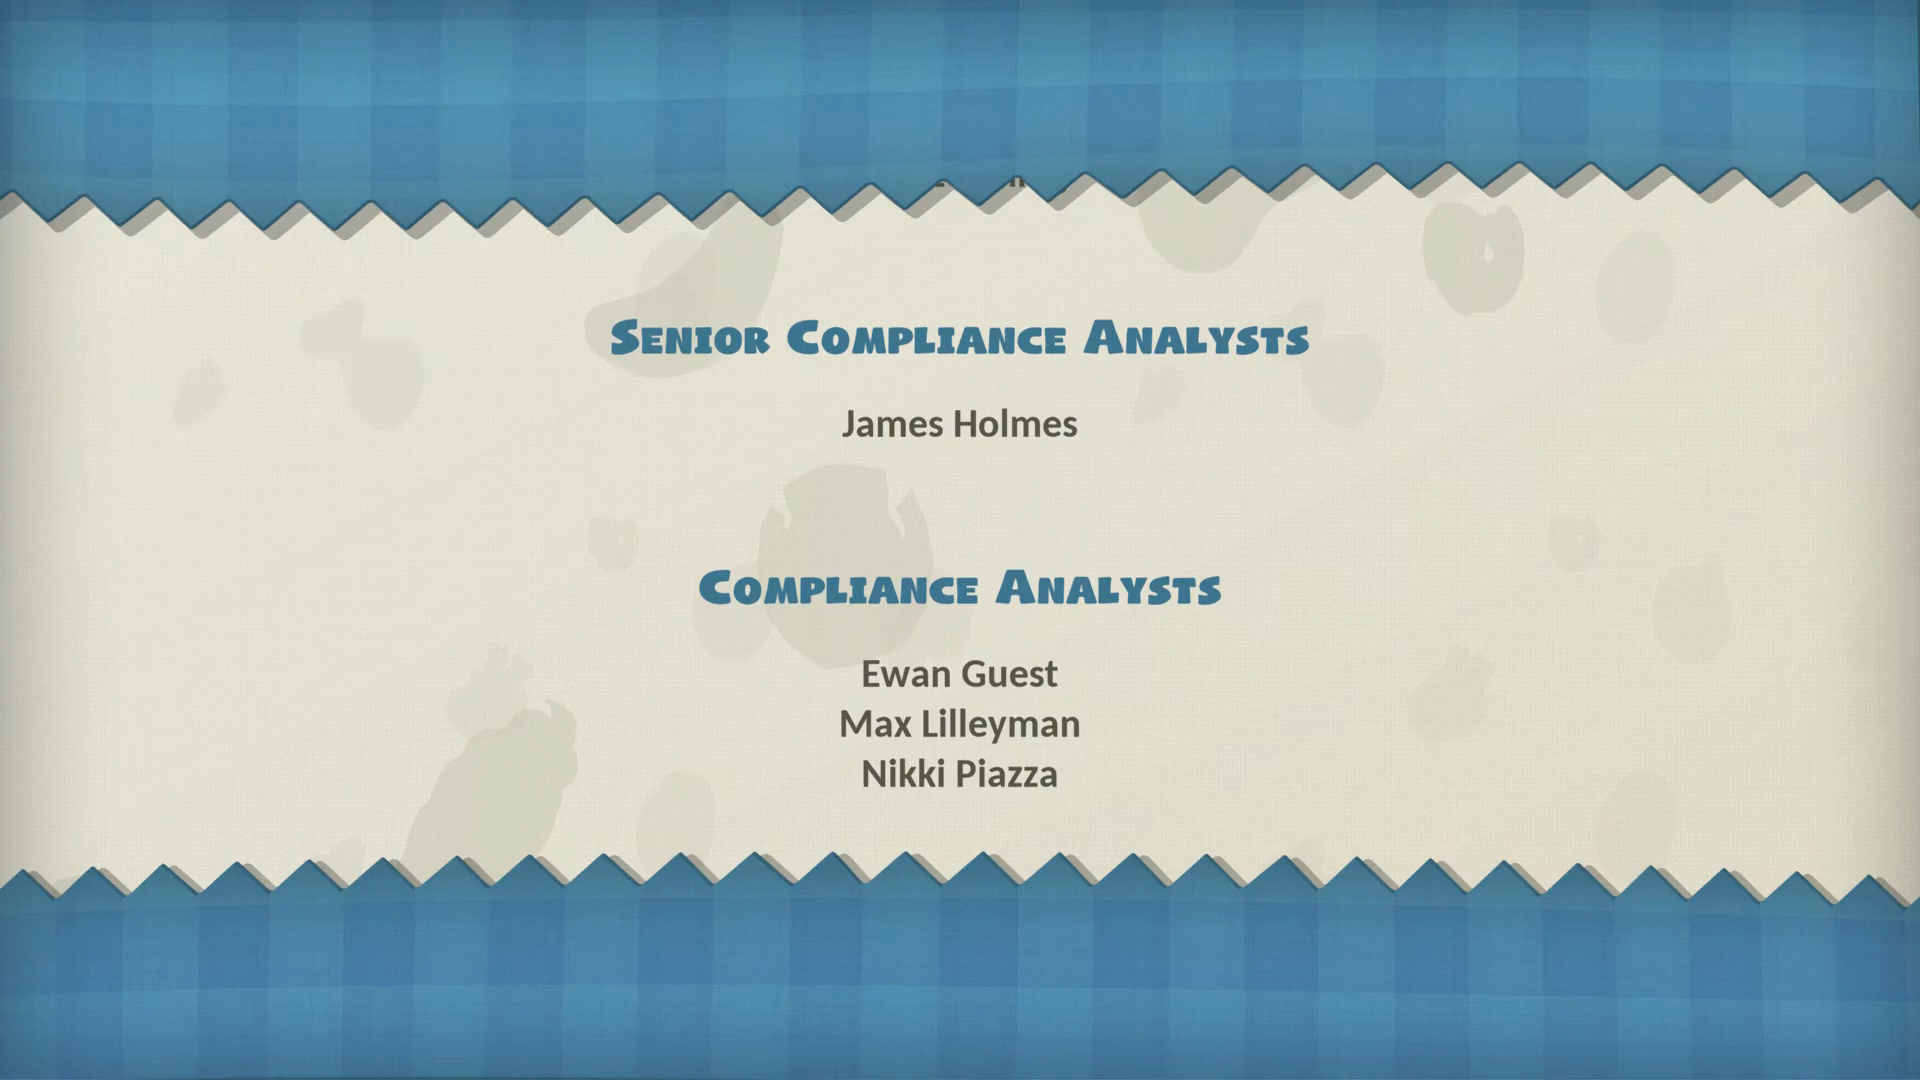 Senior Compliance Analysts
James Holmes
Compliance Analysts
Ewan Guest
Max Lilleyman
Nikki Piazza